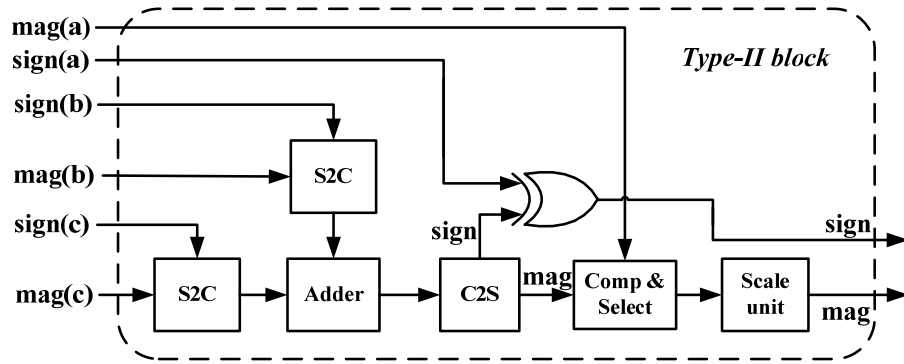 mag(a)
sign(a)
Type-II block
sign(b)
mag(b)
S2C
sign(c)
sign
sign
mag(c)
S2C
Adder
C2S
mag
Comp &
Select
Scale
unit
mag